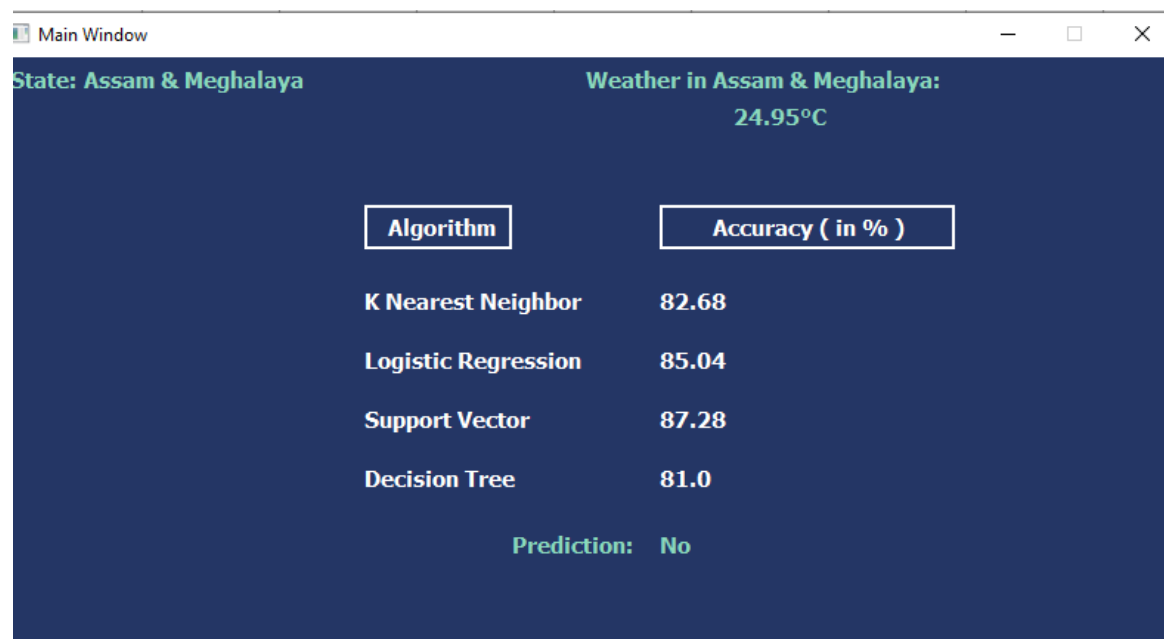 Main Window
State: Assam & Meghalaya
Weather in Assam & Meghalaya:
24.95°C
Algorithm Accuracy ( in % )
K Nearest Neighbor 82.68
Logistic Regression 85.04
Support Vector 87.28
Decision Tree 81.0
Prediction: No